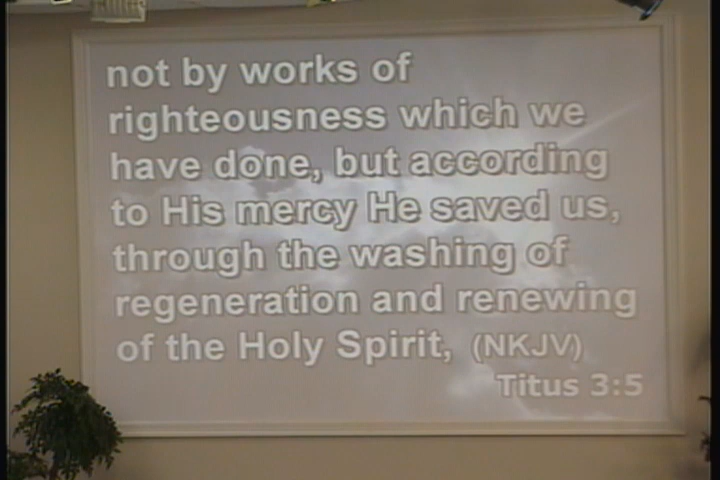 not by works of
righteousness which we
have done, but according
to His mercy He saved us,
through the washing of
regeneration and renewing
of the Holy Spirit, (NKJV)
Titus 3:5